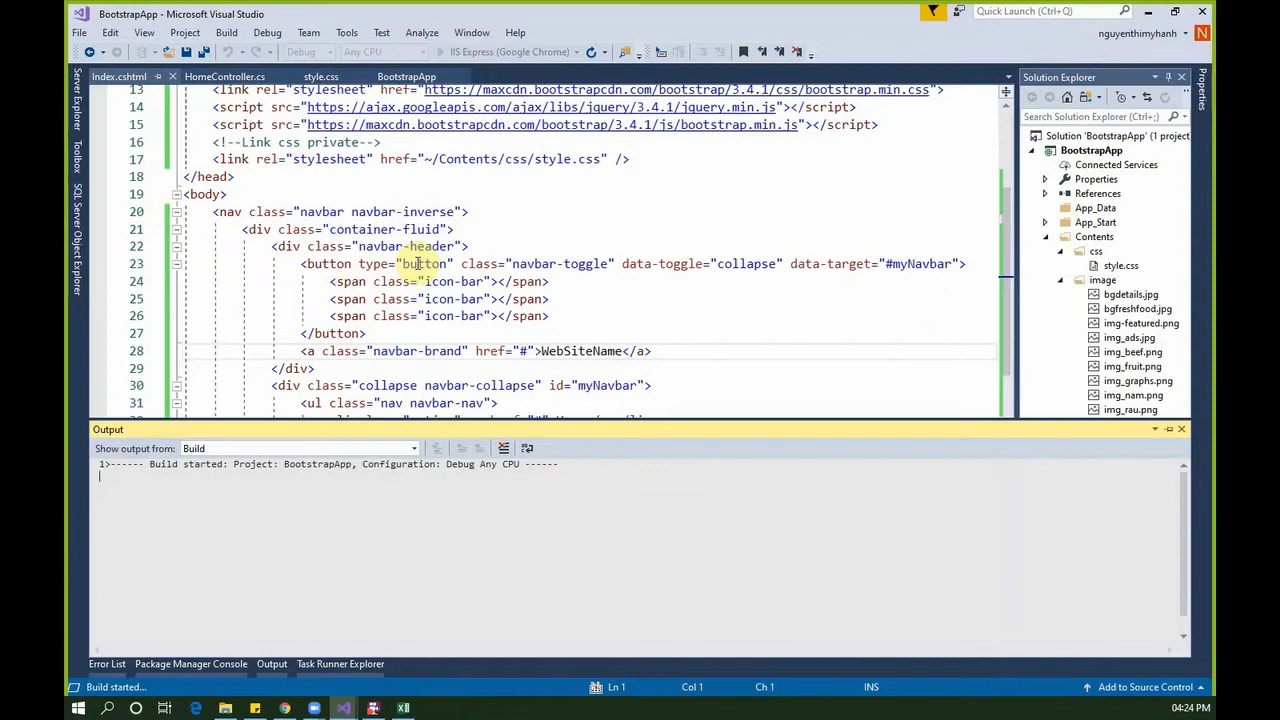 BootstrapApp - Microsoft Visual Studio
Quick Launch (Ctrl+Q)
File Edit View Project Build Debug Team Tools Test Analyze Window Help
nguyenthimyhanh N
Debug Any CPU IIS Express (Google Chrome)
Server Explorer
Toolbox
SQL Server Object Explorer
Index.cshtml HomeController.cs style.css BootstrapApp
13 <link rel="stylesheet" href="https://maxcdn.bootstrapcdn.com/bootstrap/3.4.1/css/bootstrap.min.css">
14 <script src="https://ajax.googleapis.com/ajax/libs/jquery/3.4.1/jquery.min.js"></script>
15 <script src="https://maxcdn.bootstrapcdn.com/bootstrap/3.4.1/js/bootstrap.min.js"></script>
16 <!--Link css private-->
17 <link rel="stylesheet" href="~/Contents/css/style.css" />
18 </head>
19 <body>
20 <nav class="navbar navbar-inverse">
21 <div class="container-fluid">
22 <div class="navbar-header">
23 <button type="button" class="navbar-toggle" data-toggle="collapse" data-target="#myNavbar">
24 <span class="icon-bar"></span>
25 <span class="icon-bar"></span>
26 <span class="icon-bar"></span>
27 </button>
28 <a class="navbar-brand" href="#">WebSiteName</a>
29 </div>
30 <div class="collapse navbar-collapse" id="myNavbar">
31 <ul class="nav navbar-nav">
Solution Explorer
Search Solution Explorer (Ctrl+;)
Solution 'BootstrapApp' (1 project
BootstrapApp
Connected Services
Properties
References
App_Data
App_Start
Contents
css
style.css
image
bgdetails.jpg
bgfreshfood.jpg
img-featured.png
img_ads.jpg
img_beef.png
img_fruit.png
img_graphs.png
img_nam.png
img_rau.png
Properties
Output
Show output from: Build
1>------ Build started: Project: BootstrapApp, Configuration: Debug Any CPU ------
Error List Package Manager Console Output Task Runner Explorer
Build started... Ln 1 Col 1 Ch 1 INS Add to Source Control
04:24 PM